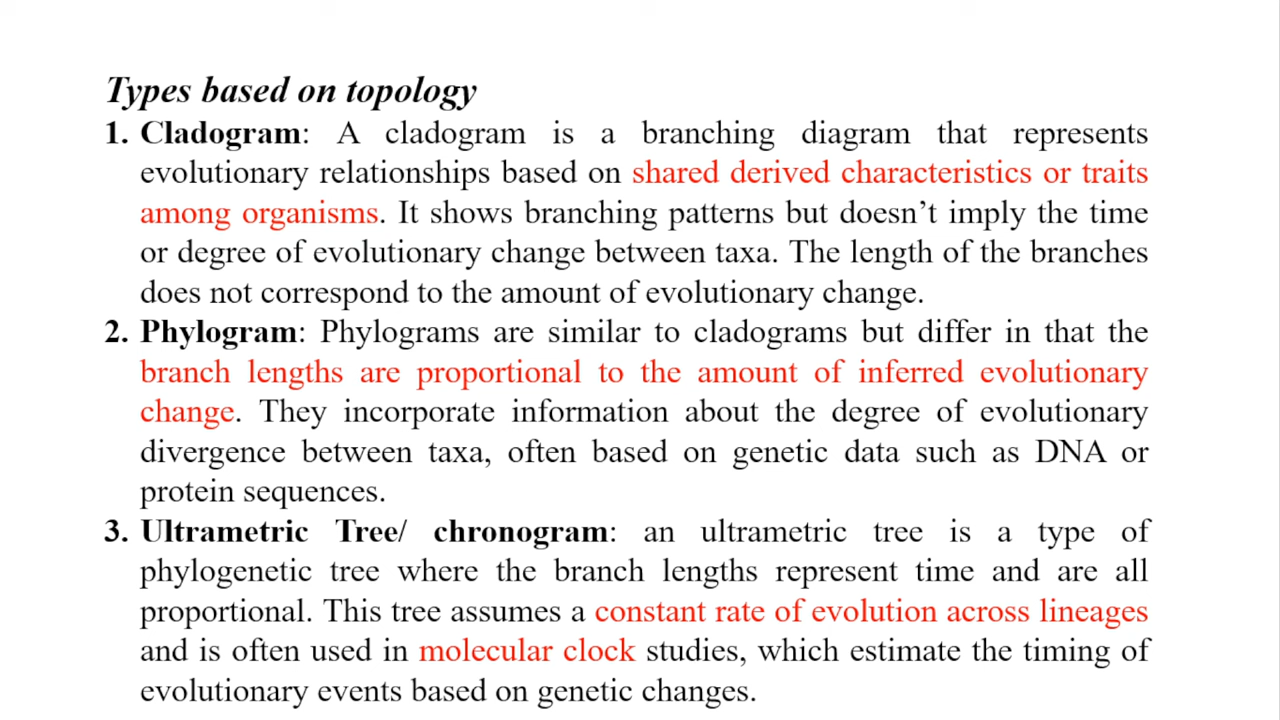 Types based on topology
1. Cladogram: A cladogram is a branching diagram that represents
evolutionary relationships based on shared derived characteristics or traits
among organisms. It shows branching patterns but doesn’t imply the time
or degree of evolutionary change between taxa. The length of the branches
does not correspond to the amount of evolutionary change.
2. Phylogram: Phylograms are similar to cladograms but differ in that the
branch lengths are proportional to the amount of inferred evolutionary
change. They incorporate information about the degree of evolutionary
divergence between taxa, often based on genetic data such as DNA or
protein sequences.
3. Ultrametric Tree/ chronogram: an ultrametric tree is a type of
phylogenetic tree where the branch lengths represent time and are all
proportional. This tree assumes a constant rate of evolution across lineages
and is often used in molecular clock studies, which estimate the timing of
evolutionary events based on genetic changes.